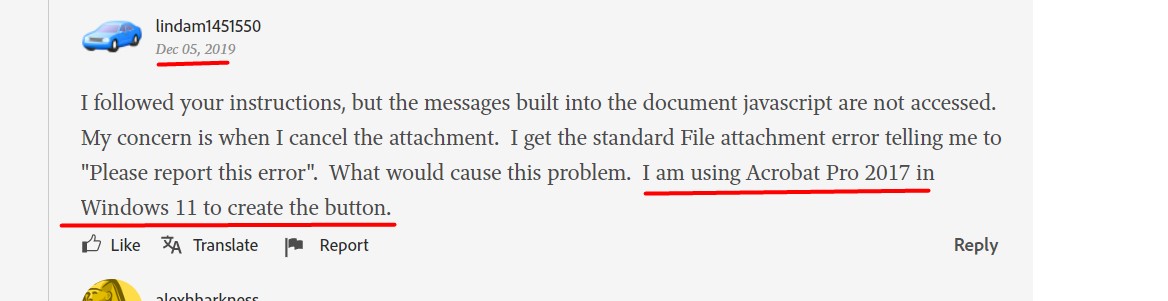 lindam1451550
Dec 05, 2019
I followed your instructions, but the messages built into the document javascript are not accessed.
My concern is when I cancel the attachment.  I get the standard File attachment error telling me to
"Please report this error".  What would cause this problem.  I am using Acrobat Pro 2017 in
Windows 11 to create the button.
Like Translate Report Reply
alexhharkness